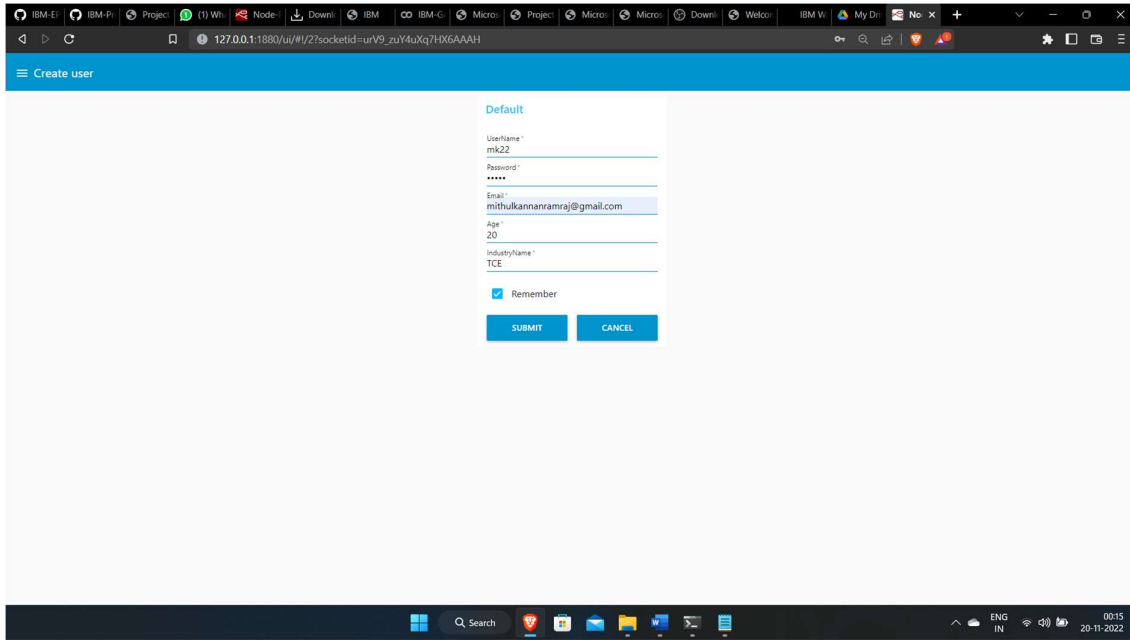 IBM-EP IBM-Pr Project (1) Wh Node- Downlo IBM IBM-G Micros Project Micros Micros Downl Welcor IBM W My Dri No
127.0.0.1:1880/ui/#!/2?socketid=urV9_zuY4uXq7HX6AAAH
Create user
Default
UserName *
mk22
Password *
•••••
Email *
mithulkannanramraj@gmail.com
Age *
20
IndustryName *
TCE
Remember
SUBMIT CANCEL
Search
ENG 00:15
IN 20-11-2022